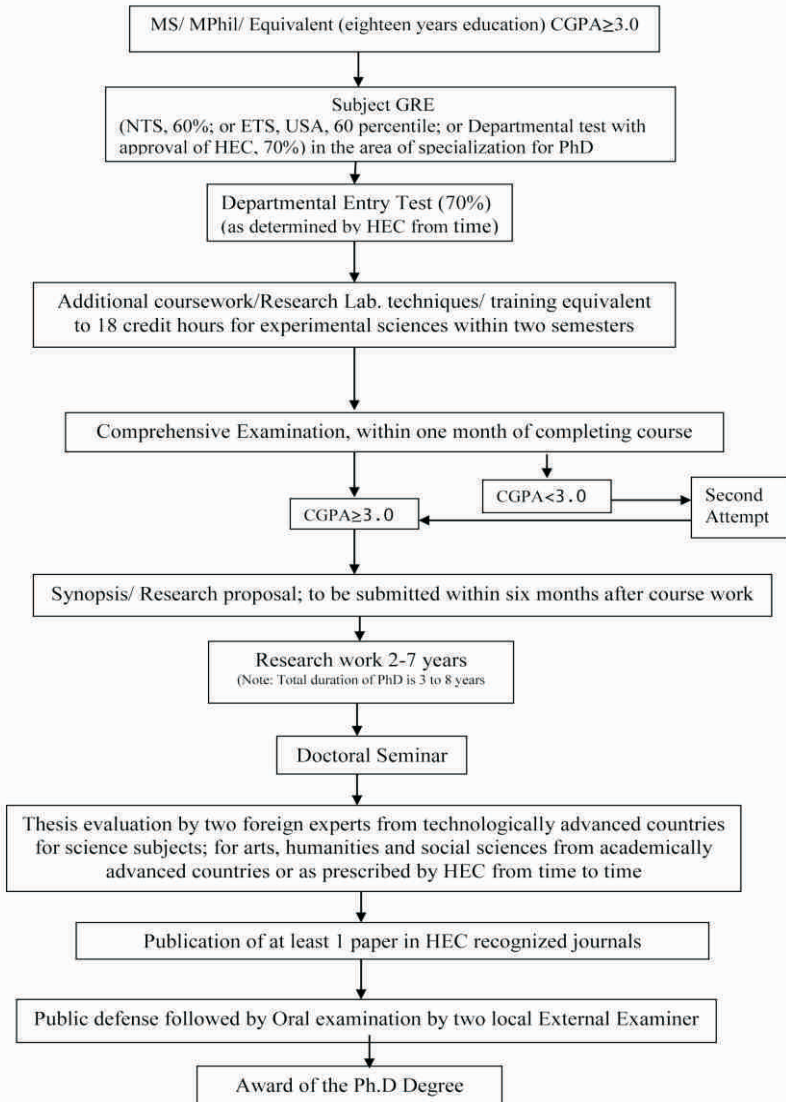 MS/ MPhil/ Equivalent (eighteen years education) CGPA≥3.0
Subject GRE
(NTS, 60%; or ETS, USA, 60 percentile; or Departmental test with
approval of HEC, 70%) in the area of specialization for PhD
Departmental Entry Test (70%)
(as determined by HEC from time)
Additional coursework/Research Lab. techniques/ training equivalent
to 18 credit hours for experimental sciences within two semesters
Comprehensive Examination, within one month of completing course
CGPA<3.0
Second
Attempt
CGPA≥3.0
Synopsis/ Research proposal; to be submitted within six months after course work
Research work 2-7 years
(Note: Total duration of PhD is 3 to 8 years
Doctoral Seminar
Thesis evaluation by two foreign experts from technologically advanced countries
for science subjects; for arts, humanities and social sciences from academically
advanced countries or as prescribed by HEC from time to time
Publication of at least 1 paper in HEC recognized journals
Public defense followed by Oral examination by two local External Examiner
Award of the Ph.D Degree